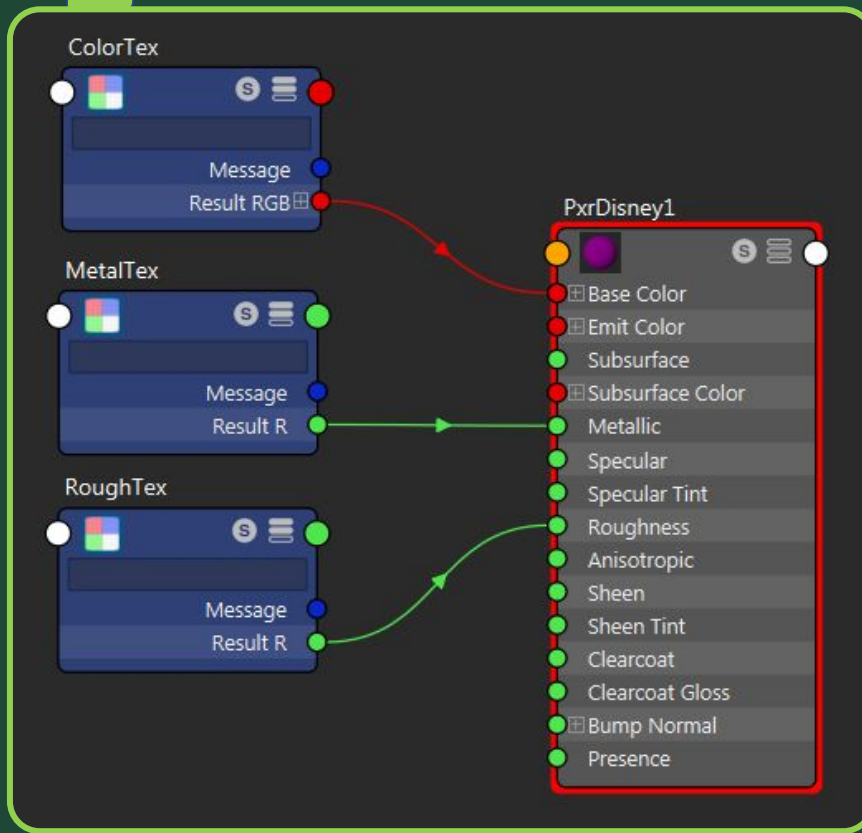 ColorTex
S
Message
Result RGB
MetalTex
S
Message
Result R
RoughTex
S
Message
Result R
PxrDisney1
S
Base Color
Emit Color
Subsurface
Subsurface Color
Metallic
Specular
Specular Tint
Roughness
Anisotropic
Sheen
Sheen Tint
Clearcoat
Clearcoat Gloss
Bump Normal
Presence